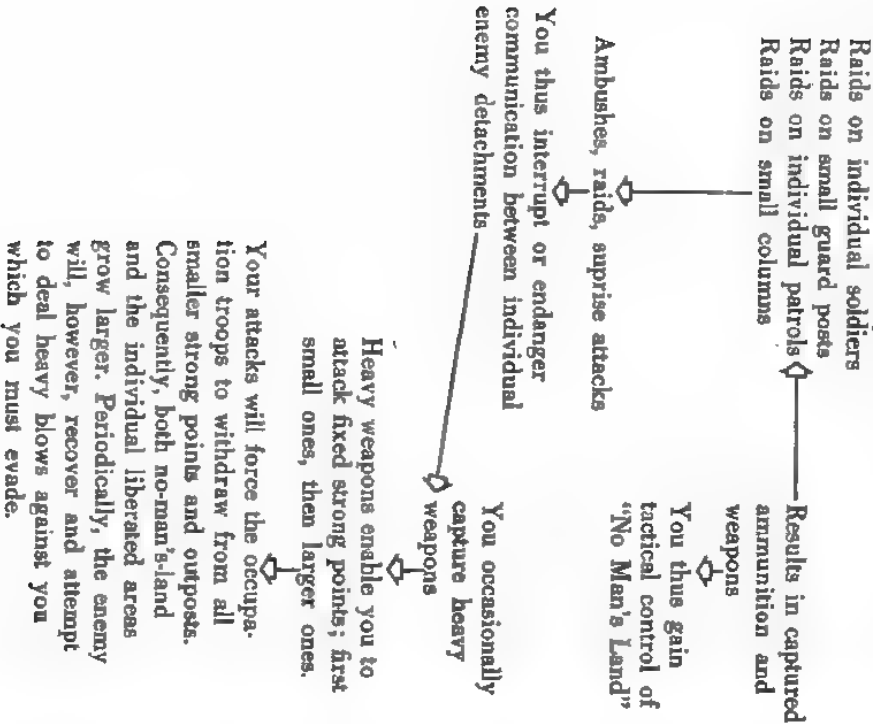 Raids on individual soldiers
Raids on small guard posts
Raids on individual patrols
Raids on small columns
Results in captured
ammunition and
weapons
You thus gain
tactical control of
“No Man's Land”
Ambushes, raids, suprise attacks
You thus interrupt or endanger
communication between individual
enemy detachments
You occasionally
capture heavy
weapons
Heavy weapons enable you to
attack fixed strong points; first
small ones, them larger ones.
Your attacks will force the occupa-
tion troops to withdraw from all
smaller strong points and outposts.
Consequently, both no-man's-land
and the individual liberated areas
grow larger. Periodically, the enemy
will, however, recover and attempt
to deal heavy blows against you
which you must evade.